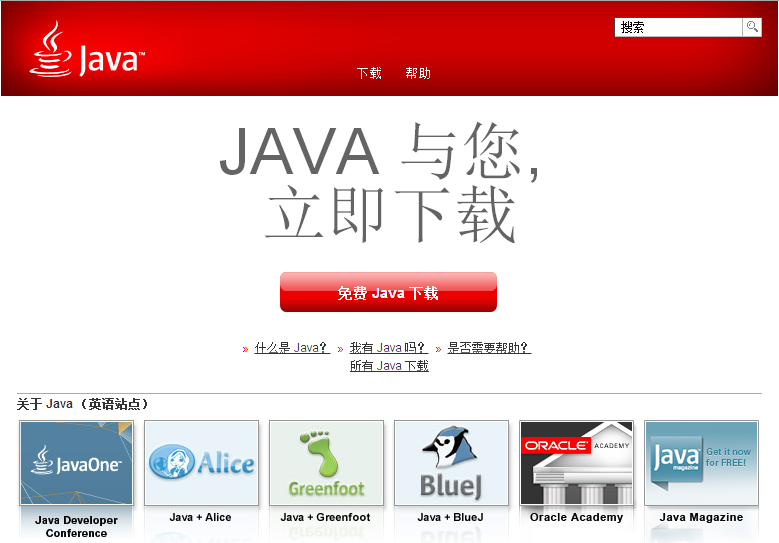 Java™
搜索
下载 帮助
JAVA 与您,
立即下载
免费 Java 下载
» 什么是 Java? » 我有 Java 吗? » 是否需要帮助?
所有 Java 下载
关于 Java （英语站点）
JavaOne™
Alice
Greenfoot
BlueJ
ORACLE ACADEMY
Java magazine
Get it now
for FREE!
Java Developer
Conference
Java + Alice
Java + Greenfoot
Java + BlueJ
Oracle Academy
Java Magazine